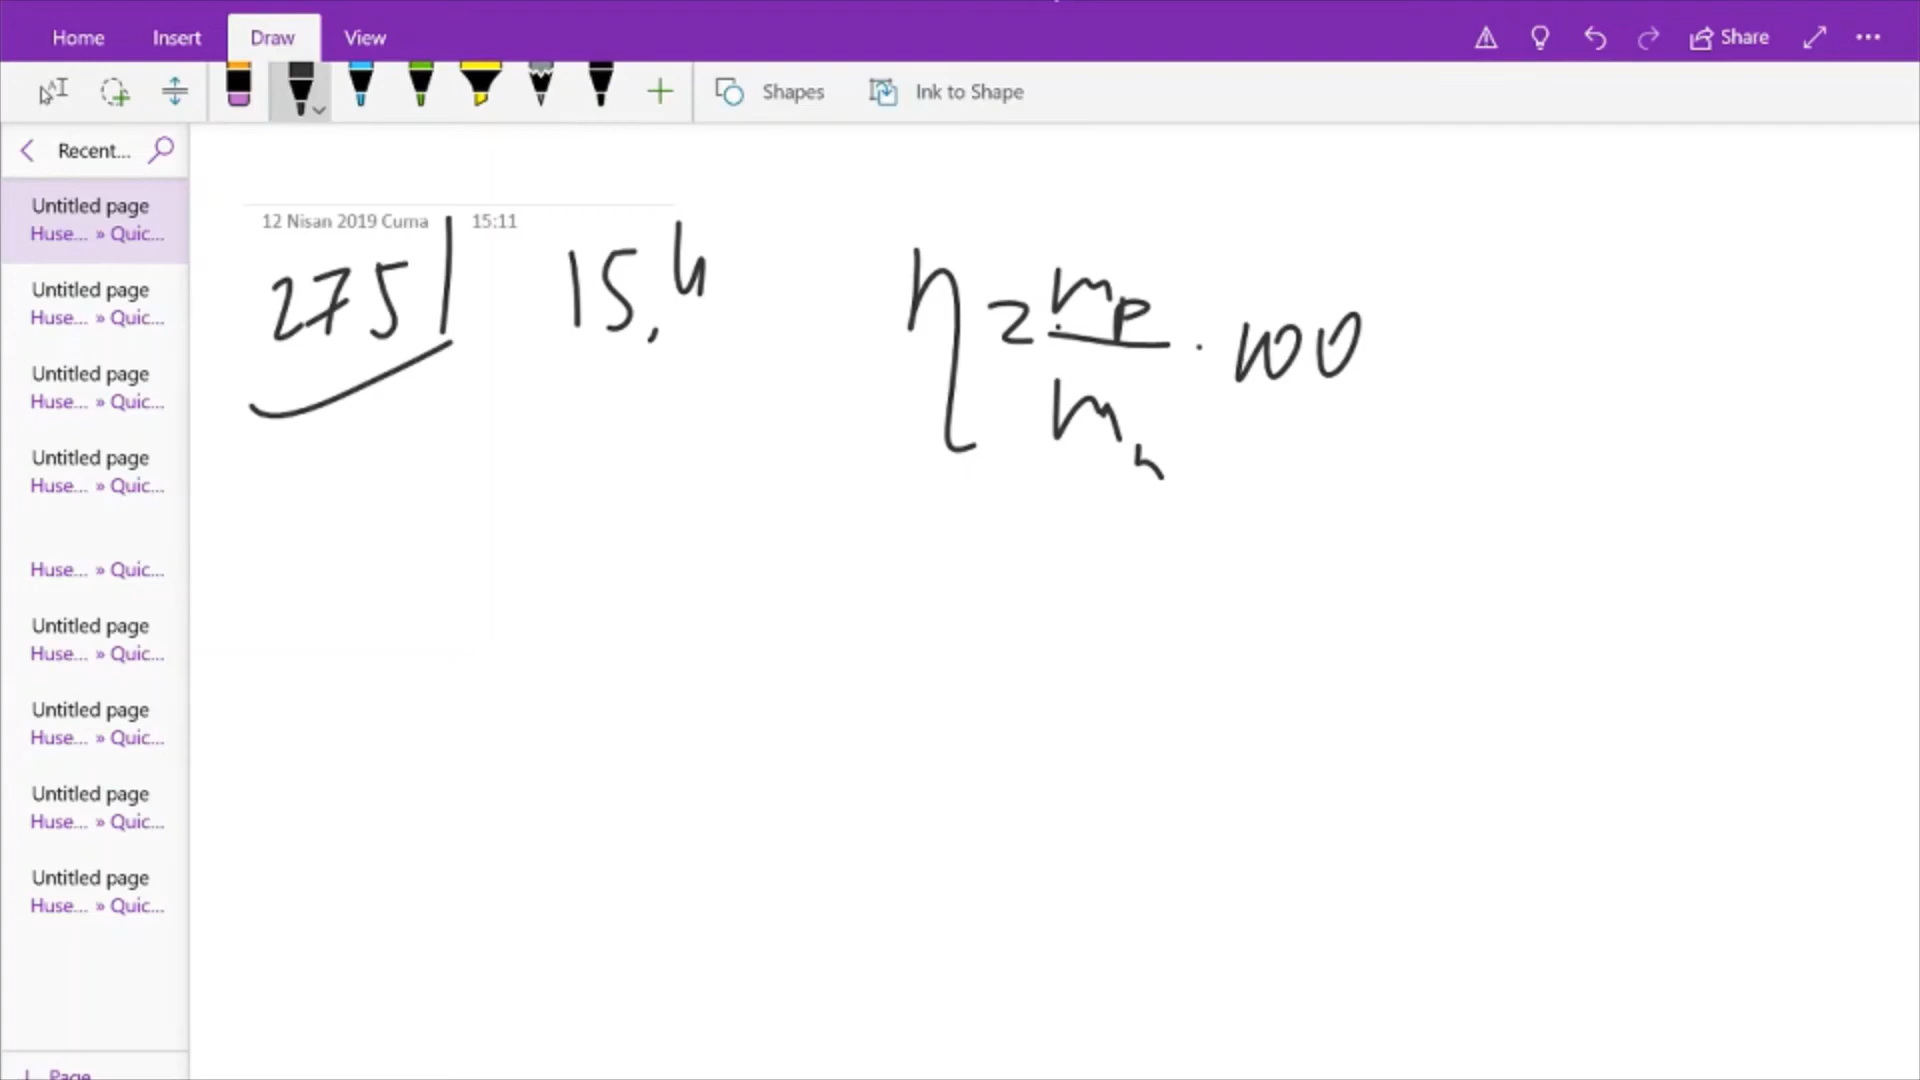 Home Insert Draw View Share
Shapes Ink to Shape
Recent...
Untitled page
Huse... » Quic...
Untitled page
Huse... » Quic...
Untitled page
Huse... » Quic...
Untitled page
Huse... » Quic...
Huse... » Quic...
Untitled page
Huse... » Quic...
Untitled page
Huse... » Quic...
Untitled page
Huse... » Quic...
Untitled page
Huse... » Quic...
Page
12 Nisan 2019 Cuma 15:11
275| 15,4
η = mp / mn · 100